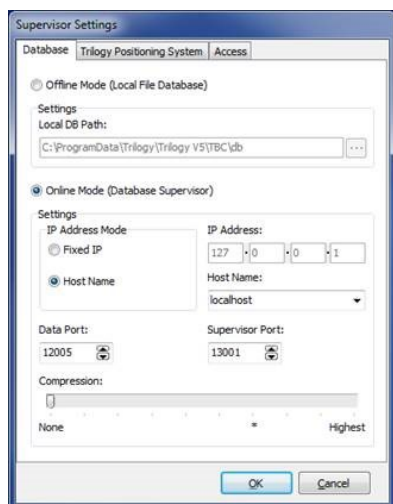 Supervisor Settings
Database Trilogy Positioning System Access
Offline Mode (Local File Database)
Settings
Local DB Path:
C:\ProgramData\Trilogy\Trilogy V5\TBC\db ...
Online Mode (Database Supervisor)
Settings
IP Address Mode
Fixed IP
Host Name
IP Address:
127 . 0 . 0 . 1
Host Name:
localhost
Data Port: Supervisor Port:
12005 13001
Compression:
None = Highest
OK Cancel